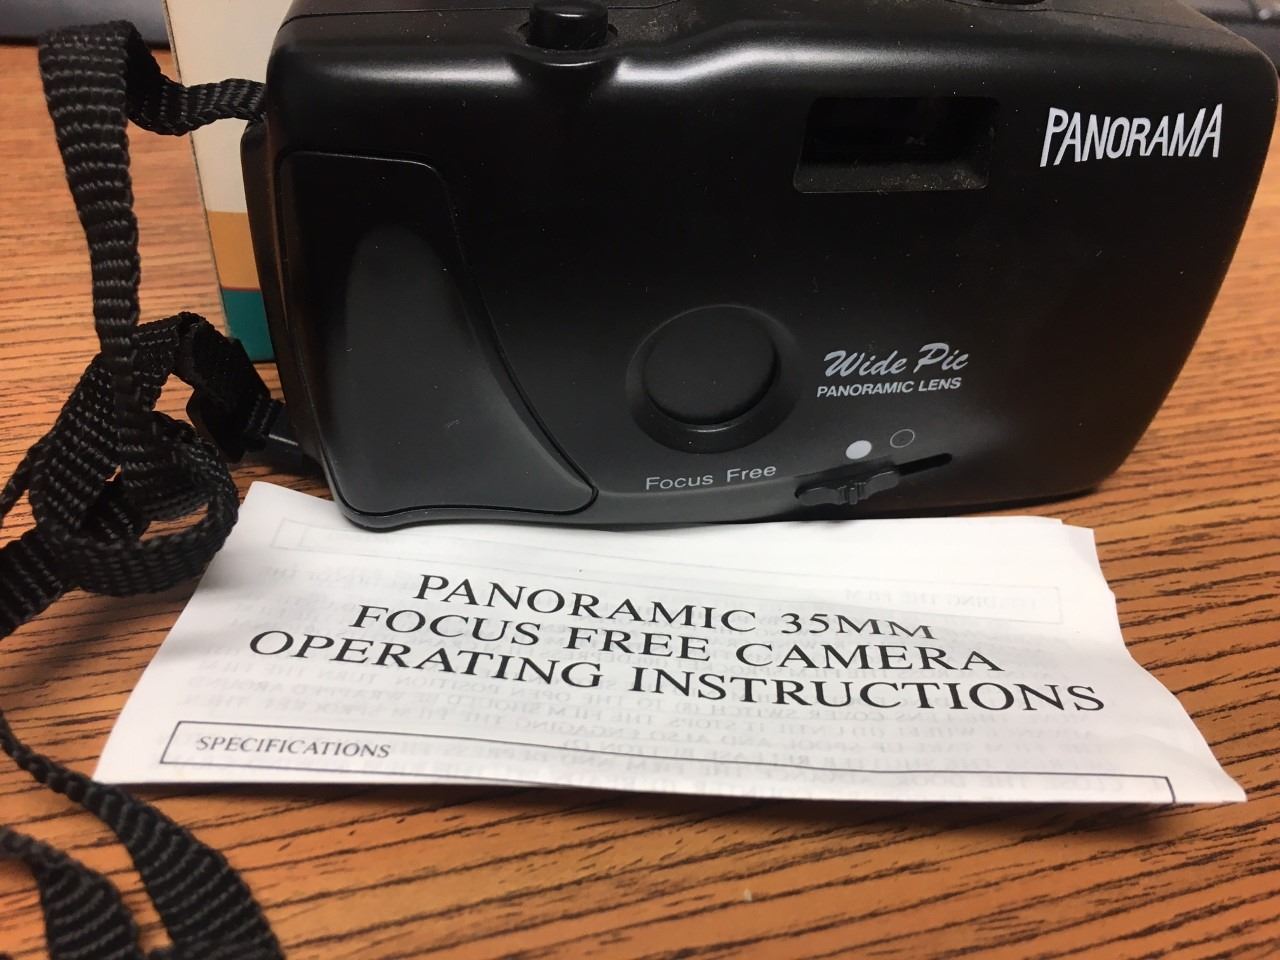 PANORAMA
Wide Pic
PANORAMIC LENS
Focus Free
PANORAMIC 35MM
FOCUS FREE CAMERA
OPERATING INSTRUCTIONS
SPECIFICATIONS